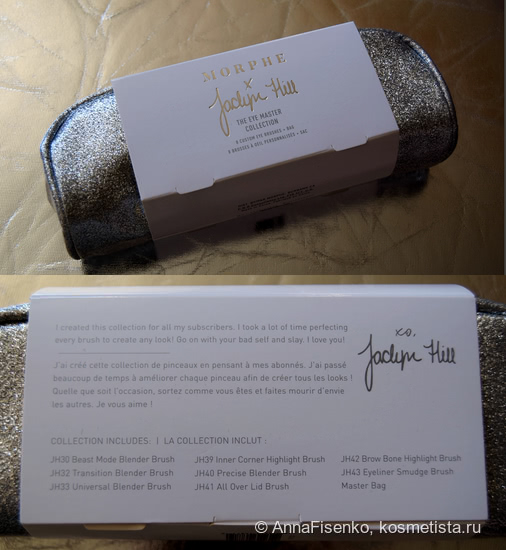 MORPHE
x
Jaclyn Hill
THE EYE MASTER
COLLECTION
I created this collection for all my subscribers. I took a lot of time perfecting
every brush to create any look! Go on with your bad self and slay. I love you!
J'ai créé cette collection de pinceaux en pensant à mes abonnés. J'ai passé
beaucoup de temps à améliorer chaque pinceau afin de créer tous les looks !
Quelle que soit l'occasion, sortez comme vous êtes et faites mourir d'envie
les autres. Je vous aime !
xo,
Jaclyn Hill
COLLECTION INCLUDES: | LA COLLECTION INCLUT :
JH30 Beast Mode Blender Brush
JH32 Transition Blender Brush
JH33 Universal Blender Brush
JH39 Inner Corner Highlight Brush
JH40 Precise Blender Brush
JH41 All Over Lid Brush
JH42 Brow Bone Highlight Brush
JH43 Eyeliner Smudge Brush
Master Bag
© AnnaFisenko, kosmetista.ru